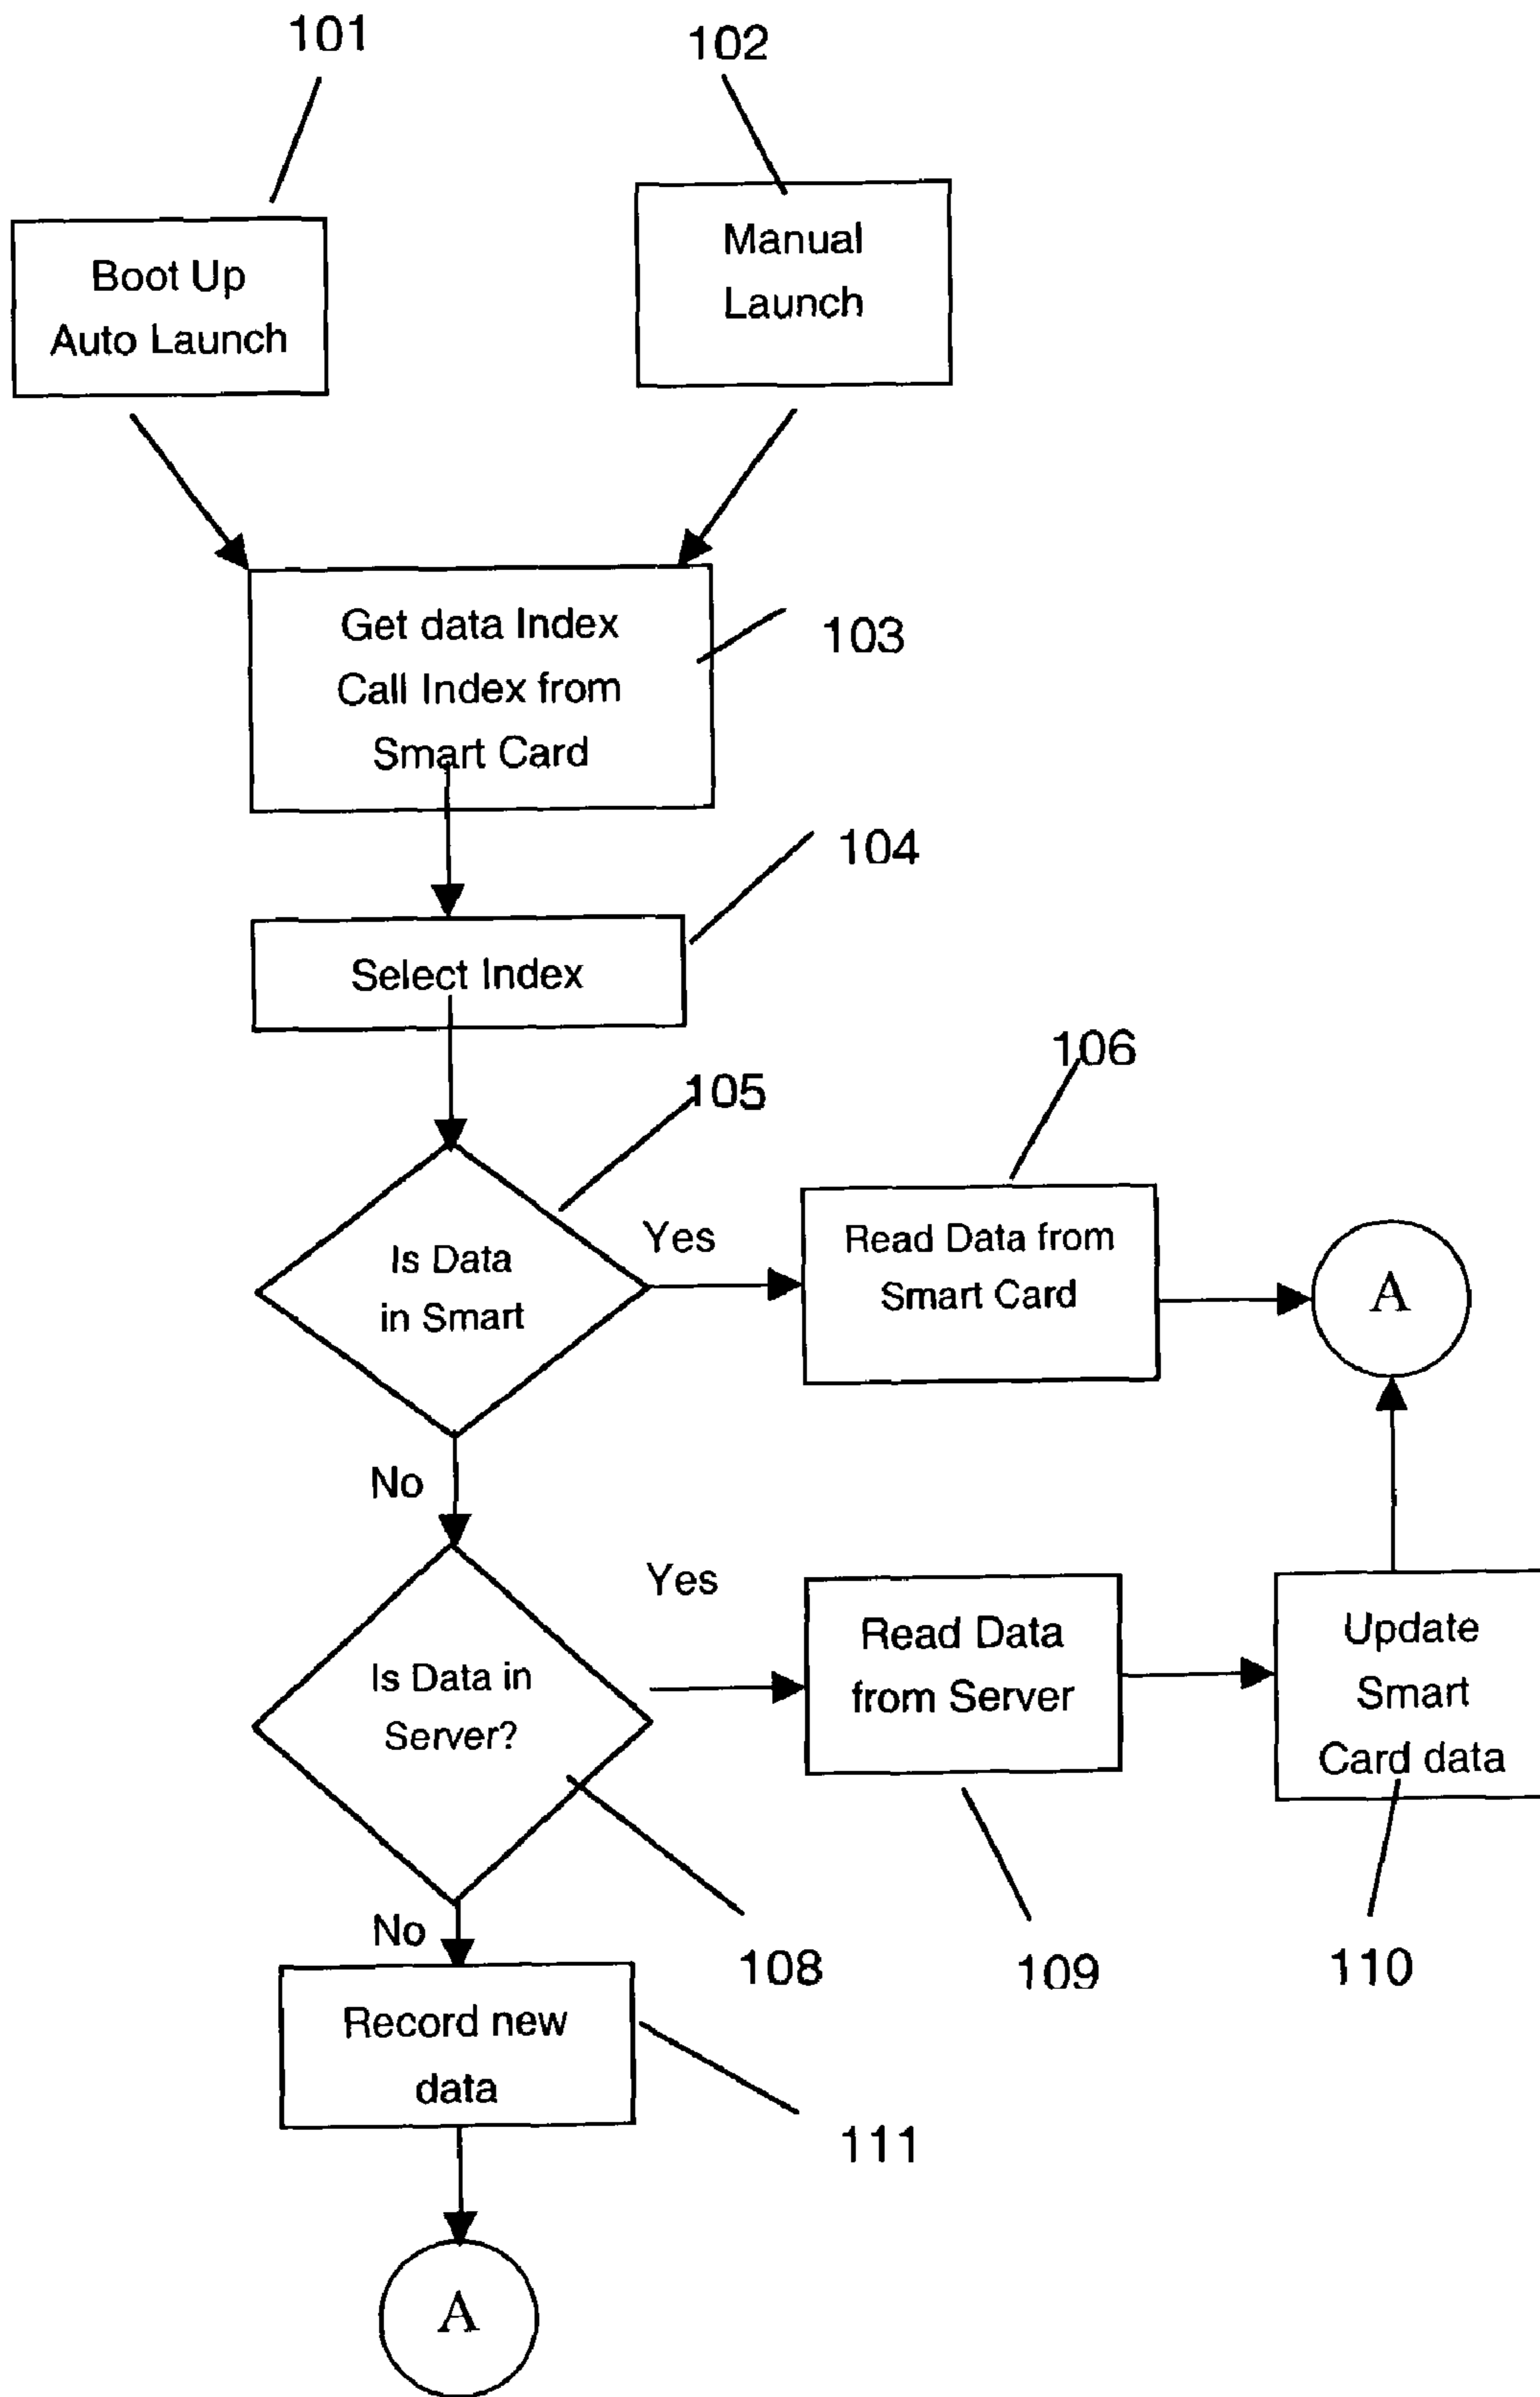 101
102
Boot Up
Auto Launch
Manual
Launch
Get data Index
Call Index from
Smart Card
103
104
Select Index
105
106
Is Data
in Smart
Yes
Read Data from
Smart Card
A
No
Is Data in
Server?
Yes
Read Data
from Server
Update
Smart
Card data
108
109
110
No
Record new
data
111
A